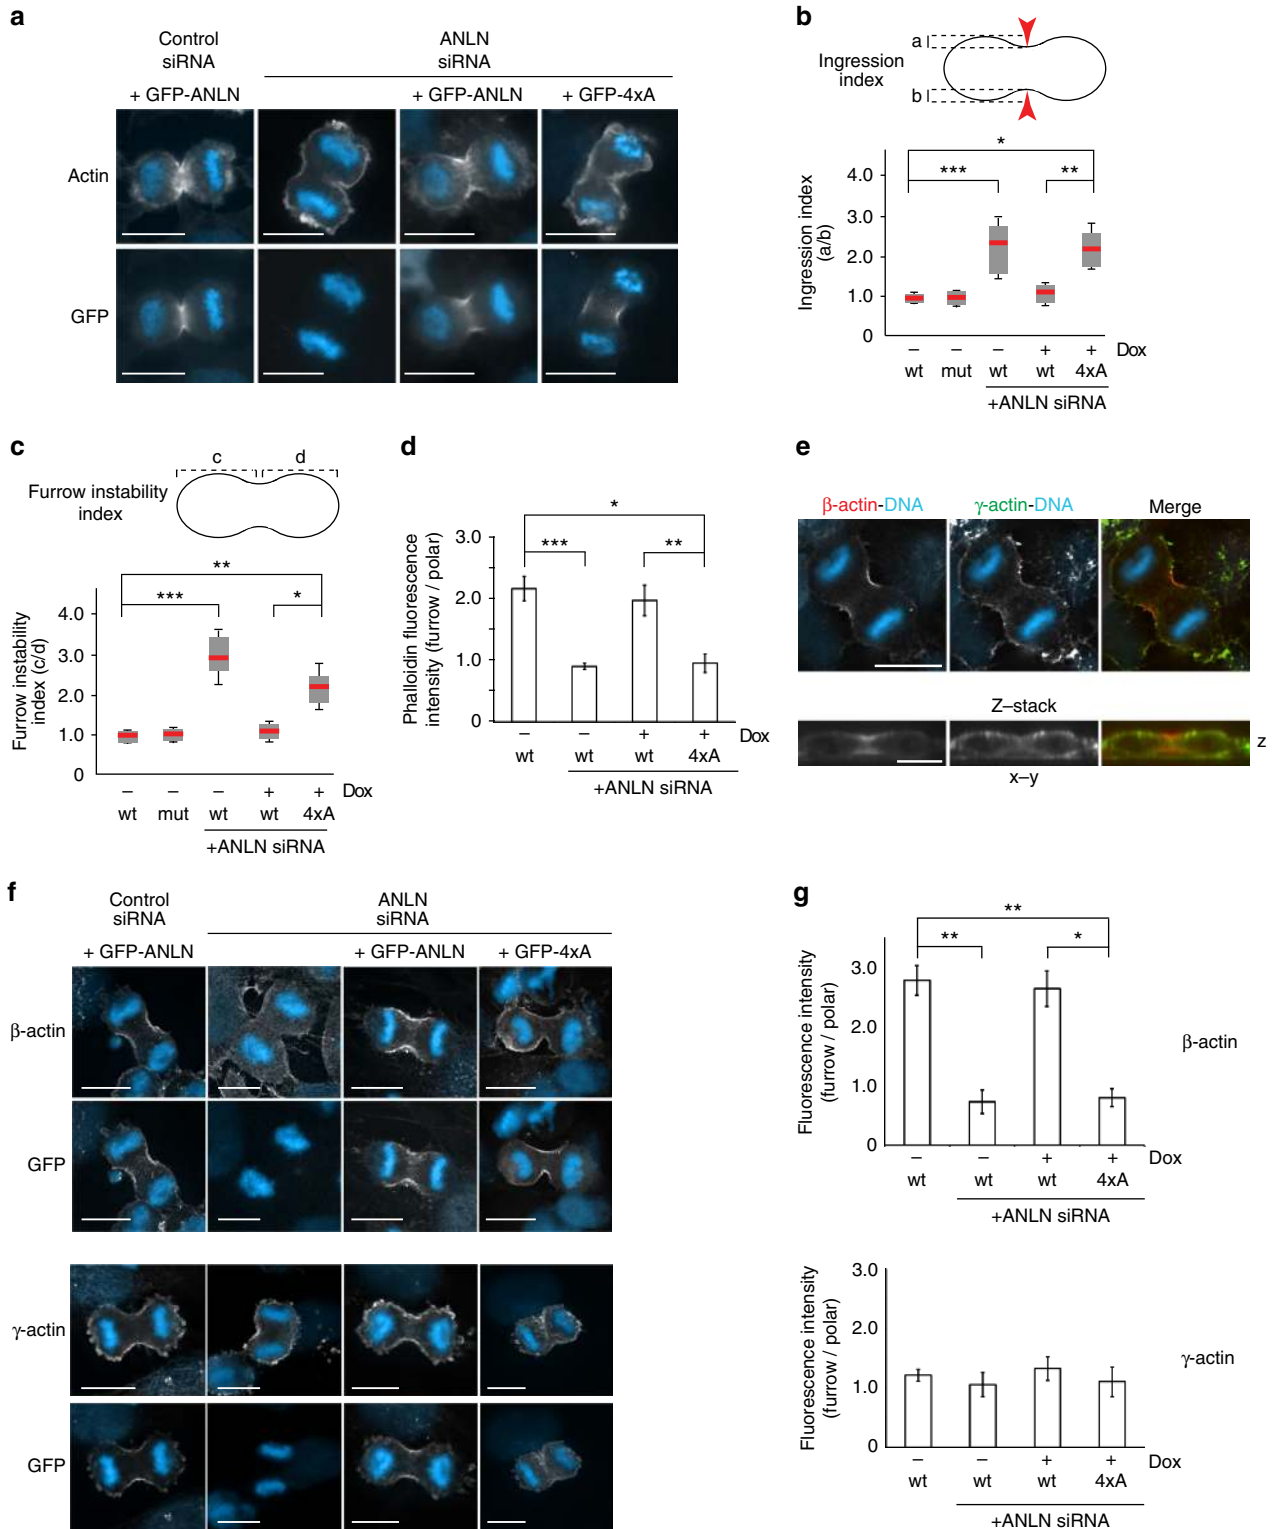 a
Control
siRNA
ANLN
siRNA
+ GFP-ANLN
+ GFP-ANLN
+ GFP-4xA
Actin
GFP
b
Ingression
index
a
b
Ingression index
(a/b)
4.0
3.0
2.0
1.0
0
*
***
**
– – – + + Dox
wt mut wt wt 4xA
+ANLN siRNA
c
Furrow instability
index
c d
Furrow instability
index (c/d)
4.0
3.0
2.0
1.0
0
**
***
*
– – – + + Dox
wt mut wt wt 4xA
+ANLN siRNA
d
Phalloidin fluorescence
intensity (furrow / polar)
3.0
2.0
1.0
0
*
***
**
– – + + Dox
wt wt wt 4xA
+ANLN siRNA
e
β-actin-DNA
γ-actin-DNA
Merge
Z–stack
z
x–y
f
Control
siRNA
ANLN
siRNA
+ GFP-ANLN
+ GFP-ANLN
+ GFP-4xA
β-actin
GFP
γ-actin
GFP
g
Fluorescence intensity
(furrow / polar)
3.0
2.0
1.0
0
**
**
*
β-actin
– – + + Dox
wt wt wt 4xA
+ANLN siRNA
Fluorescence intensity
(furrow / polar)
3.0
2.0
1.0
0
γ-actin
– – + + Dox
wt wt wt 4xA
+ANLN siRNA